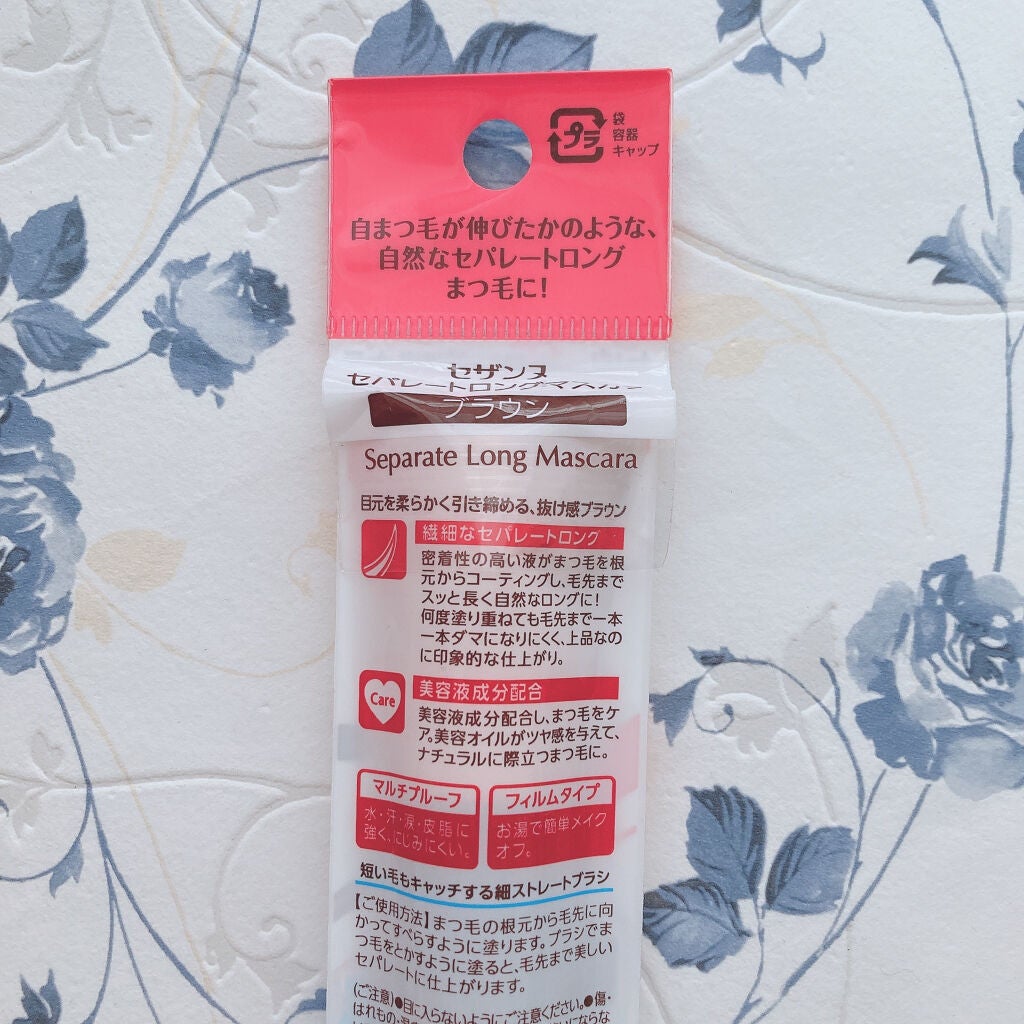 プラ
袋
容器
キャップ
自まつ毛が伸びたかのような、
自然なセパレートロング
まつ毛に!
セザンヌ
セパレートロングマスカラ
ブラウン
Separate Long Mascara
目元を柔らかく引き締める、抜け感ブラウン
繊細なセパレートロング
密着性の高い液がまつ毛を根
元からコーティングし、毛先まで
スッと長く自然なロングに!
何度塗り重ねても毛先まで一本
一本ダマになりにくく、上品なの
に印象的な仕上がり。
Care
美容液成分配合
美容液成分配合し、まつ毛をケ
ア。美容オイルがツヤ感を与えて、
ナチュラルに際立つまつ毛に。
マルチプルーフ
水・汗・涙・皮脂に
強く、にじみにくい。
フィルムタイプ
お湯で簡単メイク
オフ。
短い毛もキャッチする細ストレートブラシ
【ご使用方法】まつ毛の根元から毛先に向
かってすべらすように塗ります。ブラシでま
つ毛をとかすように塗ると、毛先まで美しい
セパレートに仕上がります。
(ご注意)●目に入らないようにご注意ください。●傷・
はれもの・湿